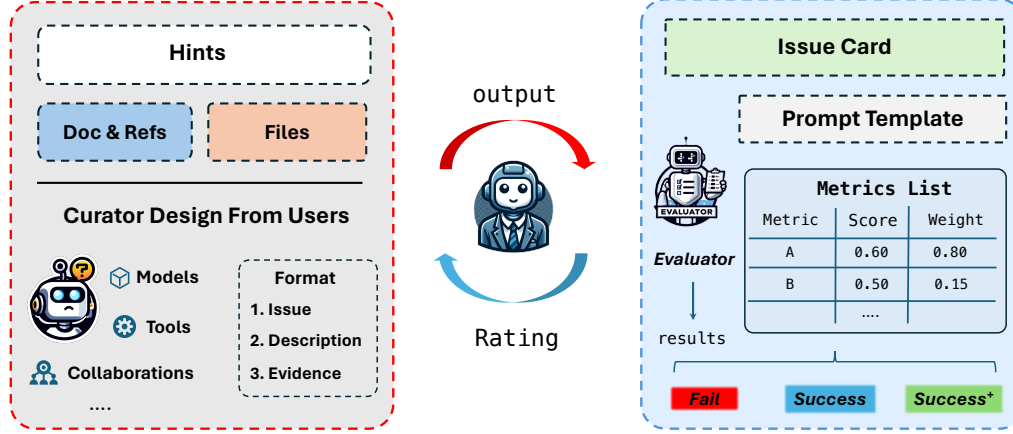 Hints
Doc & Refs
Files
Curator Design From Users
Models
Tools
Collaborations
....
Format
1. Issue
2. Description
3. Evidence
output
Rating
Issue Card
Prompt Template
EVALUATOR
Evaluator
results
Metrics List
Metric Score Weight
A 0.60 0.80
B 0.50 0.15
....
Fail
Success
Success⁺